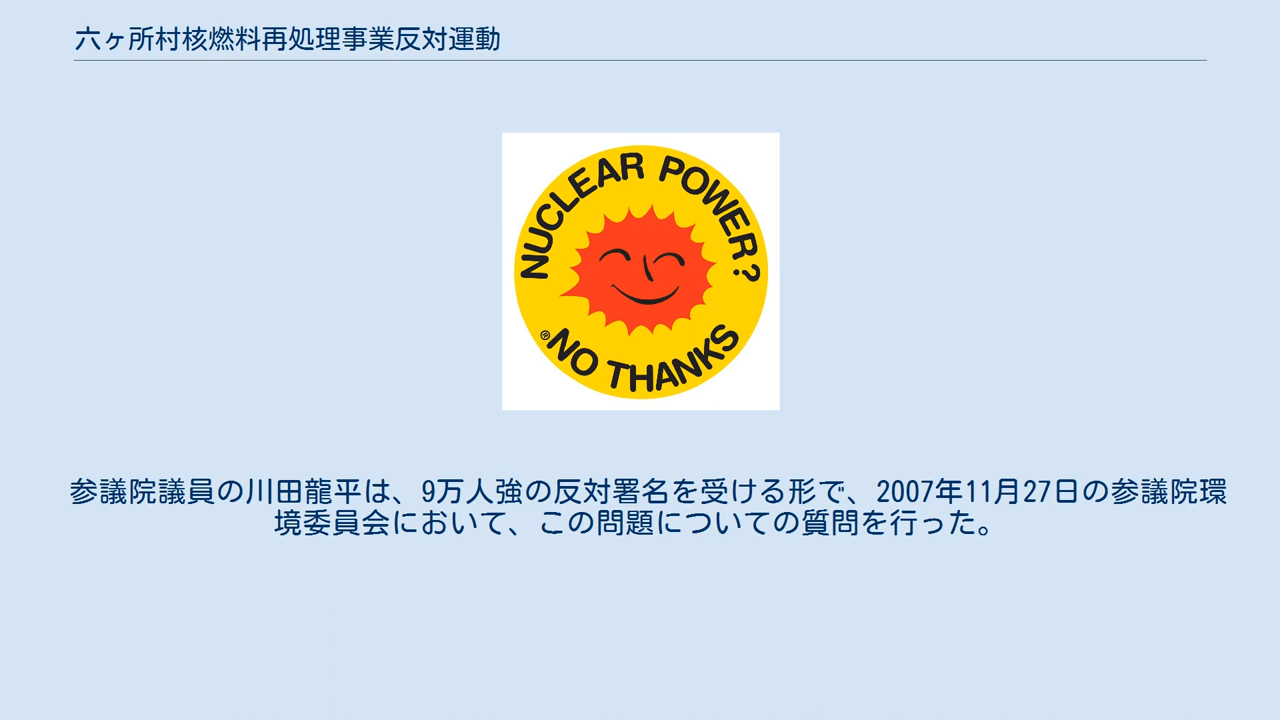 六ヶ所村核燃料再処理事業反対運動
NUCLEAR POWER?
®NO THANKS
参議院議員の川田龍平は、9万人強の反対署名を受ける形で、2007年11月27日の参議院環
境委員会において、この問題についての質問を行った。